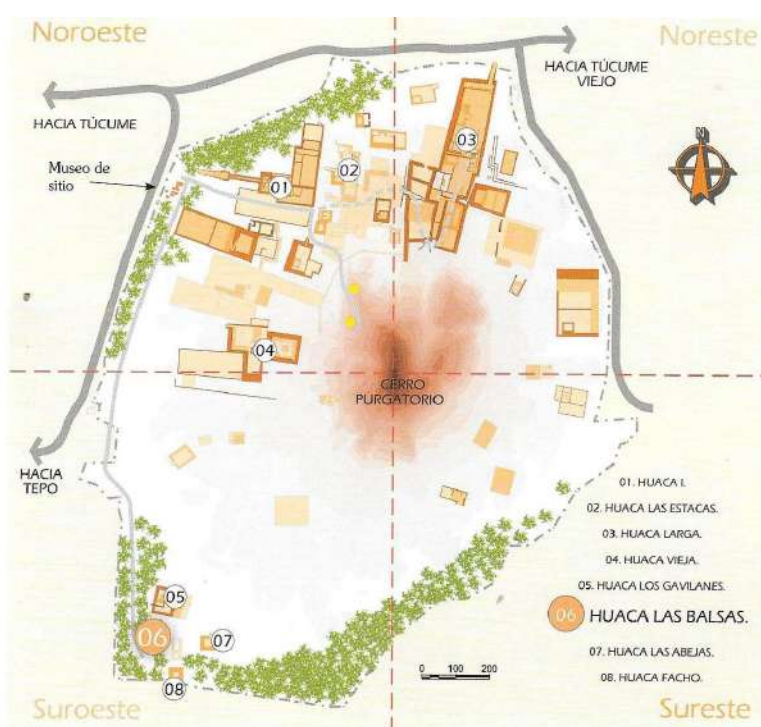 Noroeste
Noreste
HACIA TÚCUME
VIEJO
HACIA TÚCUME
N
Museo de
sitio
03
02
01
04
CERRO
PURGATORIO
HACIA
TEPO
01. HUACA I.
02. HUACA LAS ESTACAS.
03. HUACA LARGA.
04. HUACA VIEJA.
05. HUACA LOS GAVILANES.
06 HUACA LAS BALSAS.
07. HUACA LAS ABEJAS.
08. HUACA FACHO.
05
06
07
08
0 100 200
Suroeste
Sureste